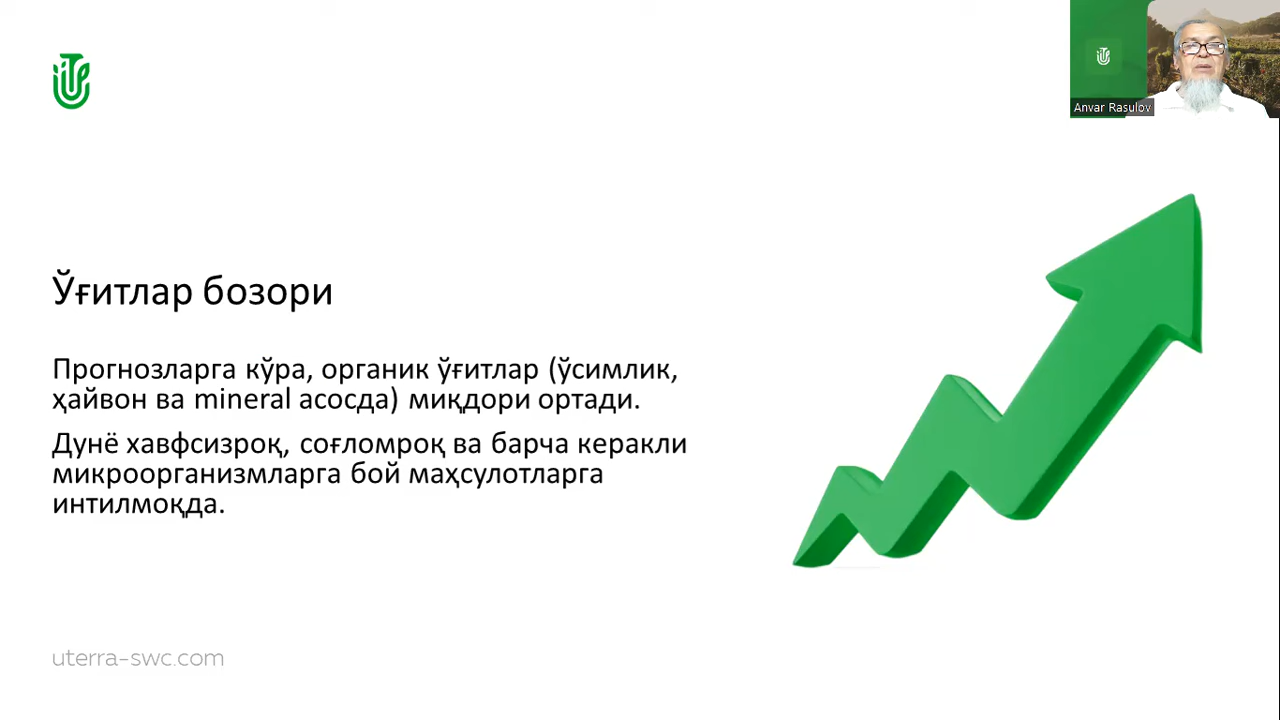 Anvar Rasulov
Ўғитлар бозори
Прогнозларга кўра, органик ўғитлар (ўсимлик,
ҳайвон ва mineral асосда) миқдори ортади.
Дунё хавфсизроқ, соғломроқ ва барча керакли
микроорганизмларга бой маҳсулотларга
интилмоқда.
uterra-swc.com